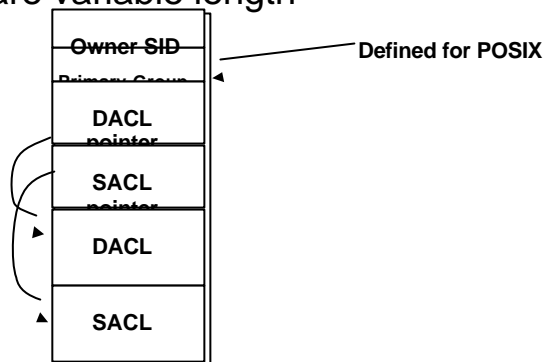 are variable length
Owner SID
Defined for POSIX
Primary Group
DACL
pointer
SACL
pointer
DACL
SACL